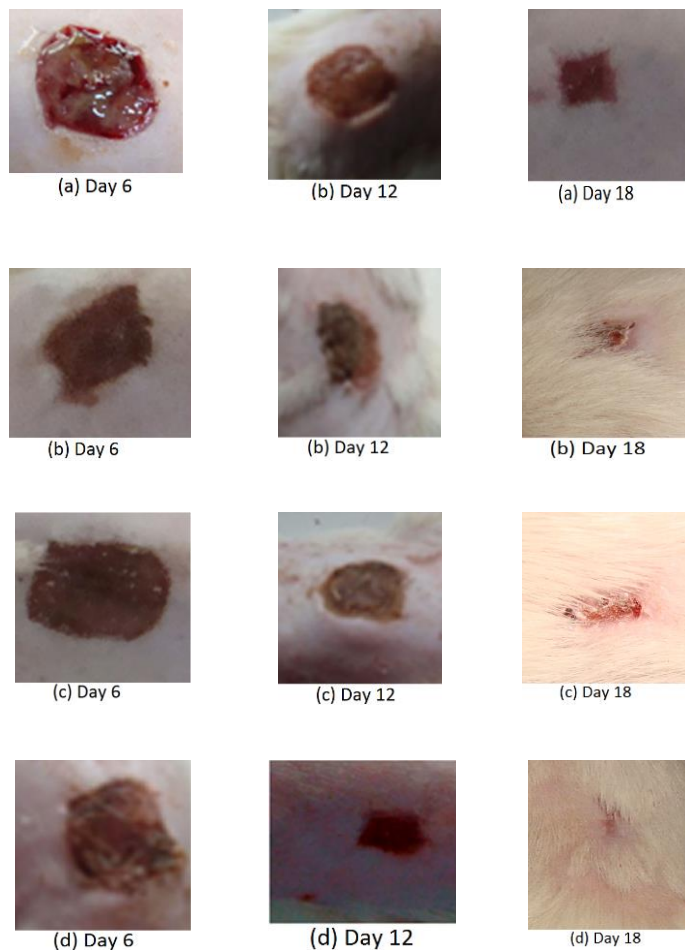 (a) Day 6
(b) Day 12
(a) Day 18
(b) Day 6
(b) Day 12
(b) Day 18
(c) Day 6
(c) Day 12
(c) Day 18
(d) Day 6
(d) Day 12
(d) Day 18